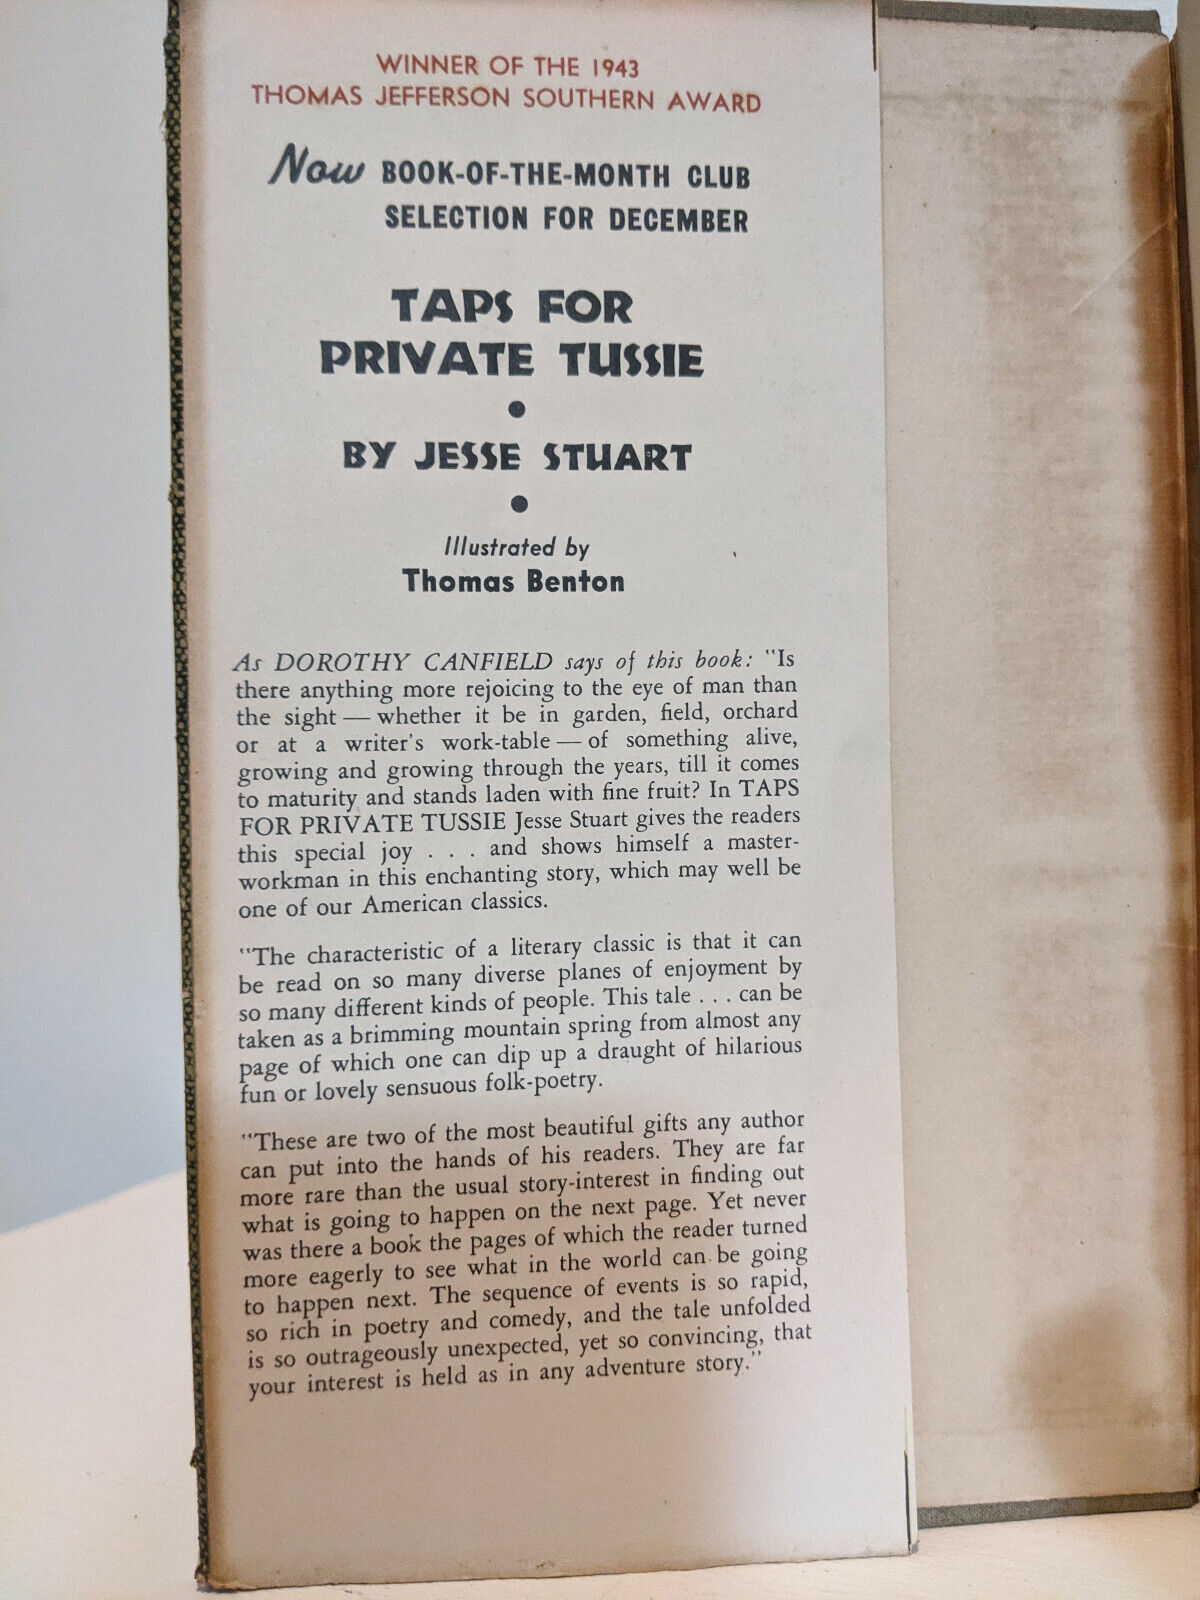 WINNER OF THE 1943
THOMAS JEFFERSON SOUTHERN AWARD
Now BOOK-OF-THE-MONTH CLUB
SELECTION FOR DECEMBER
TAPS FOR
PRIVATE TUSSIE
•
BY JESSE STUART
•
Illustrated by
Thomas Benton
As DOROTHY CANFIELD says of this book: "Is
there anything more rejoicing to the eye of man than
the sight — whether it be in garden, field, orchard
or at a writer's work-table — of something alive,
growing and growing through the years, till it comes
to maturity and stands laden with fine fruit? In TAPS
FOR PRIVATE TUSSIE Jesse Stuart gives the readers
this special joy . . . and shows himself a master-
workman in this enchanting story, which may well be
one of our American classics.
"The characteristic of a literary classic is that it can
be read on so many diverse planes of enjoyment by
so many different kinds of people. This tale . . . can be
taken as a brimming mountain spring from almost any
page of which one can dip up a draught of hilarious
fun or lovely sensuous folk-poetry.
"These are two of the most beautiful gifts any author
can put into the hands of his readers. They are far
more rare than the usual story-interest in finding out
what is going to happen on the next page. Yet never
was there a book the pages of which the reader turned
more eagerly to see what in the world can be going
to happen next. The sequence of events is so rapid,
so rich in poetry and comedy, and the tale unfolded
is so outrageously unexpected, yet so convincing, that
your interest is held as in any adventure story."